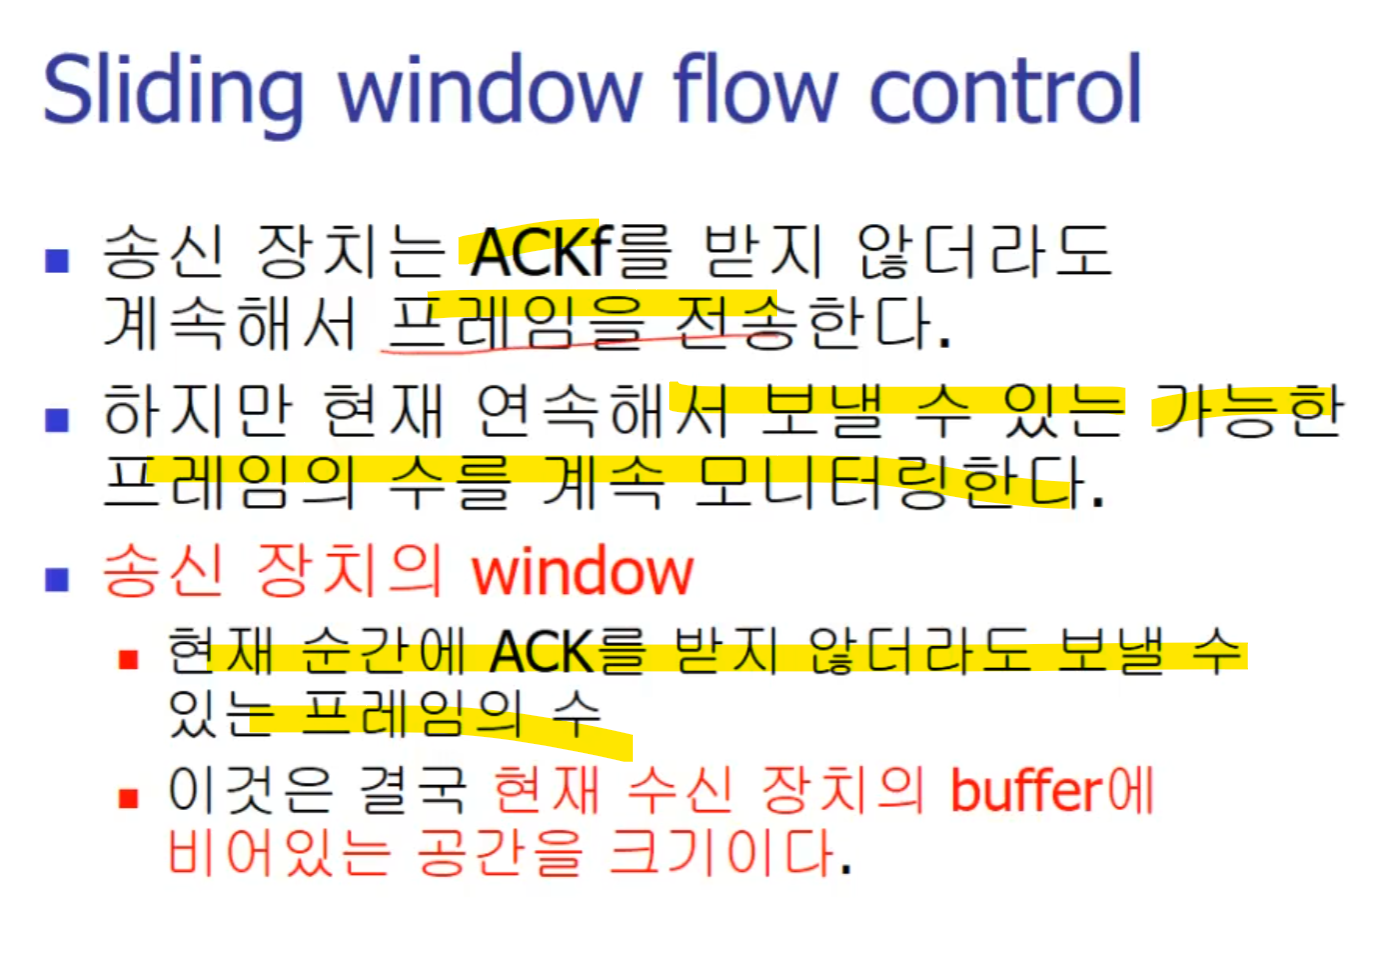 Sliding window flow control
송신 장치는 ACKf를 받지 않더라도
계속해서 프레임을 전송한다.
하지만 현재 연속해서 보낼 수 있는 가능한
프레임의 수를 계속 모니터링한다.
송신 장치의 window
현재 순간에 ACK를 받지 않더라도 보낼 수
있는 프레임의 수
이것은 결국 현재 수신 장치의 buffer에
비어있는 공간을 크기이다.